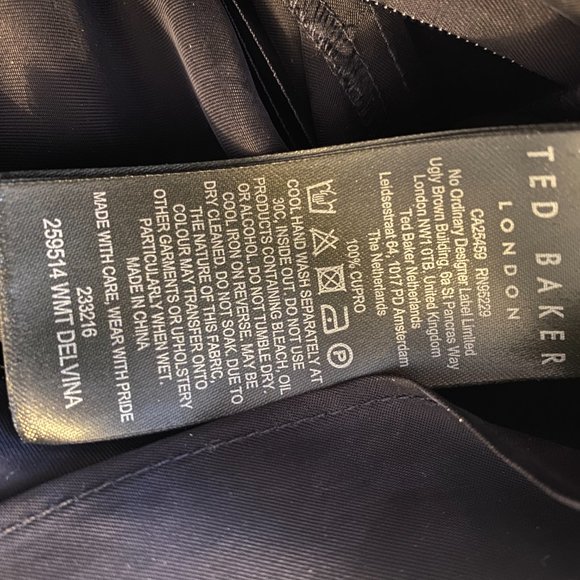 TED BAKER
LONDON
CA25459 RN95229
No Ordinary Designer Label Limited
Ugly Brown Building, 6a St Pancras Way
London NW1 0TB, United Kingdom
Ted Baker Netherlands
Leidsestraat 64, 1017 PD Amsterdam
The Netherlands
100% CUPRO
P
COOL HAND WASH SEPARATELY AT
30C, INSIDE OUT. DO NOT USE
PRODUCTS CONTAINING BLEACH, OIL
OR ALCOHOL. DO NOT TUMBLE DRY.
COOL IRON ON REVERSE. MAY BE
DRY CLEANED. DO NOT SOAK. DUE TO
THE NATURE OF THIS FABRIC,
COLOUR MAY TRANSFER ONTO
OTHER GARMENTS OR UPHOLSTERY
PARTICULARLY WHEN WET.
MADE IN CHINA
MADE WITH CARE, WEAR WITH PRIDE
233216
259514 WMT DELVINA